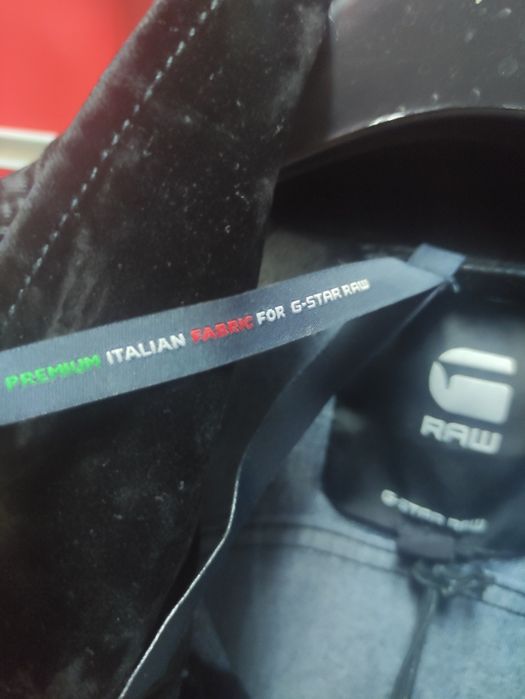 PREMIUM ITALIAN FABRIC FOR G-STAR RAW
G
RAW
G-STAR RAW